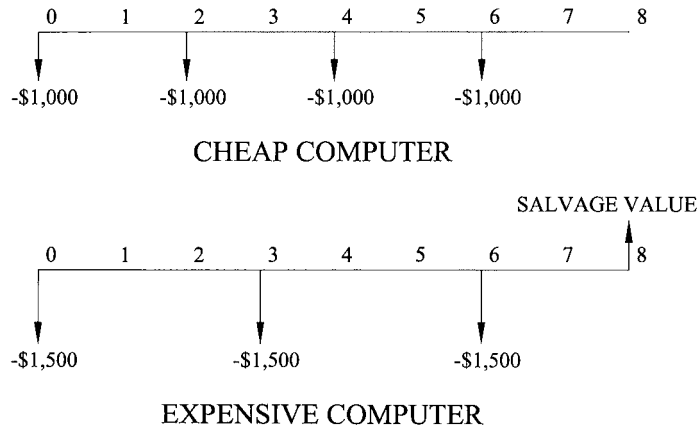 0 1 2 3 4 5 6 7 8
-$1,000 -$1,000 -$1,000 -$1,000
CHEAP COMPUTER
SALVAGE VALUE
0 1 2 3 4 5 6 7 8
-$1,500 -$1,500 -$1,500
EXPENSIVE COMPUTER